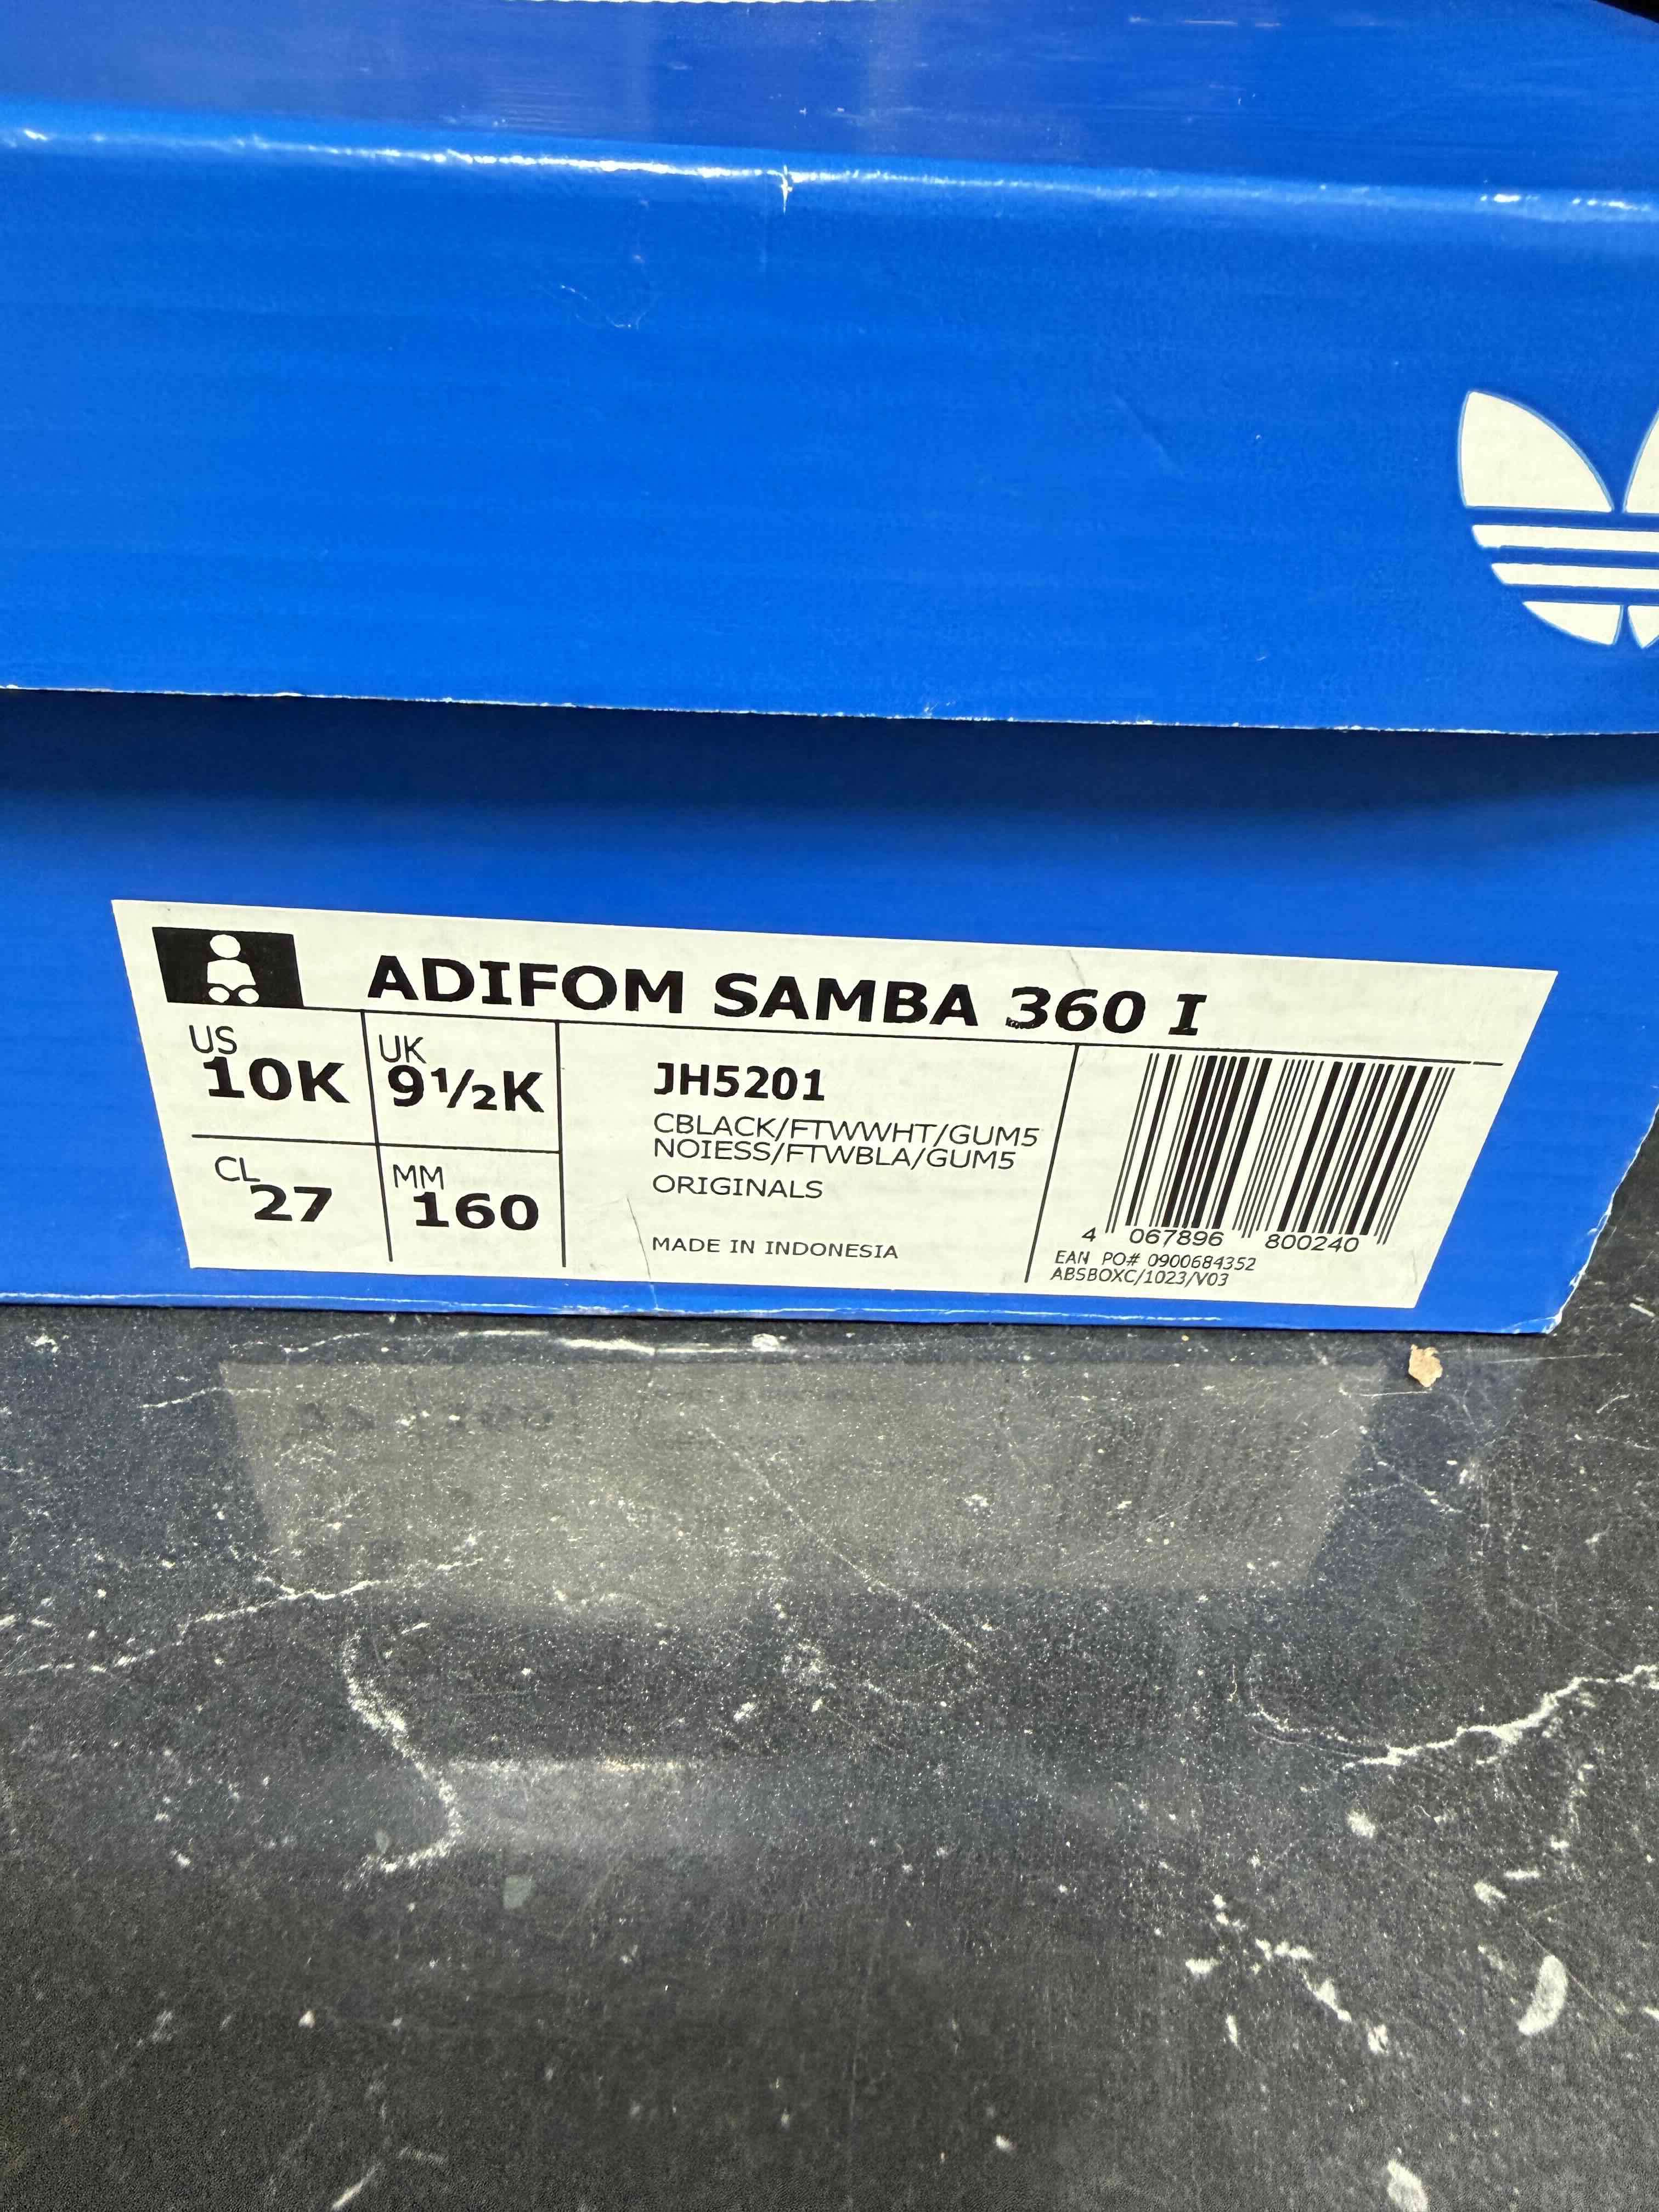 ADIFOM SAMBA 360 I
US
10K
UK
9½K
CL
27
MM
160
JH5201
CBLACK/FTWWHT/GUM5
NOIESS/FTWBLA/GUM5
ORIGINALS
MADE IN INDONESIA
4 067896 800240
EAN PO# 0900684352
ABSBOXC/1023/V03